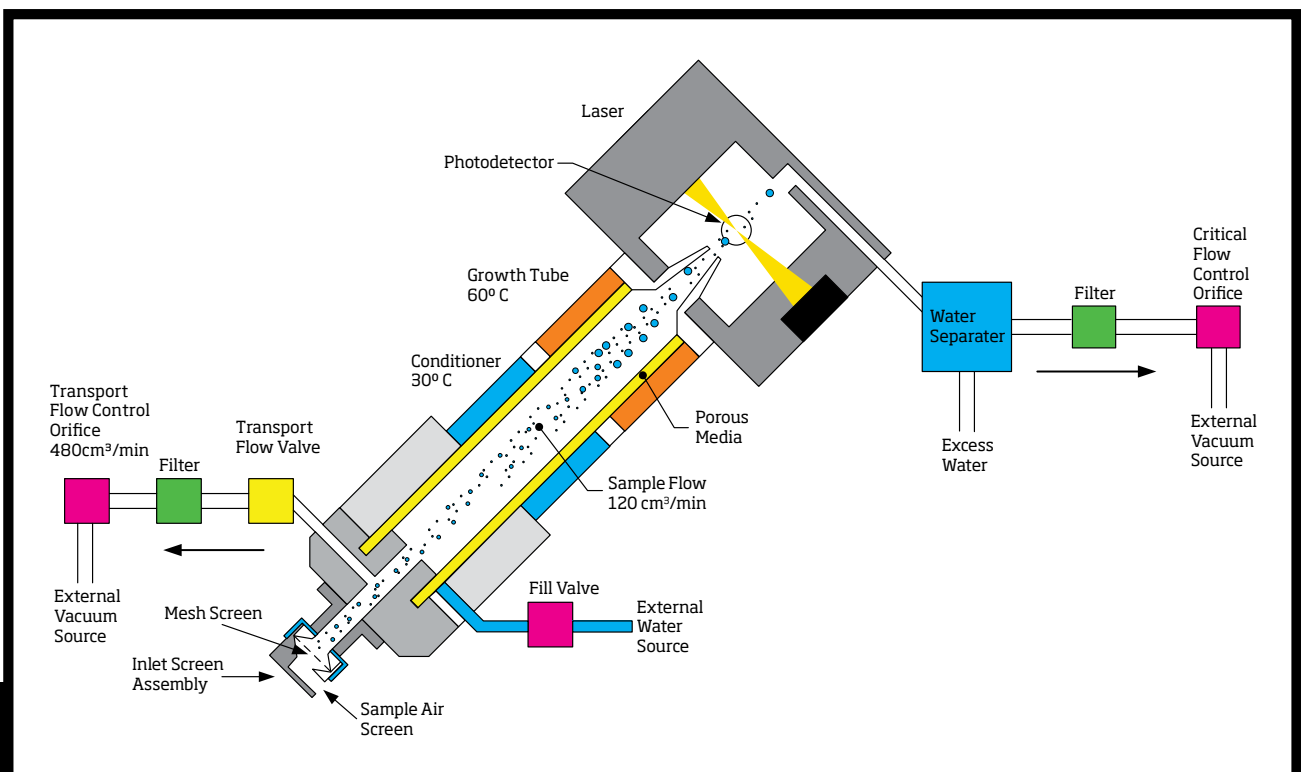 Laser
Photodetector
Growth Tube
60º C
Conditioner
30º C
Transport
Flow Control
Orifice
480cm³/min
Filter
Transport
Flow Valve
External
Vacuum
Source
Mesh Screen
Inlet Screen
Assembly
Sample Air
Screen
Fill Valve
External
Water
Source
Sample Flow
120 cm³/min
Porous
Media
Water
Separater
Excess
Water
Filter
Critical
Flow
Control
Orifice
External
Vacuum
Source